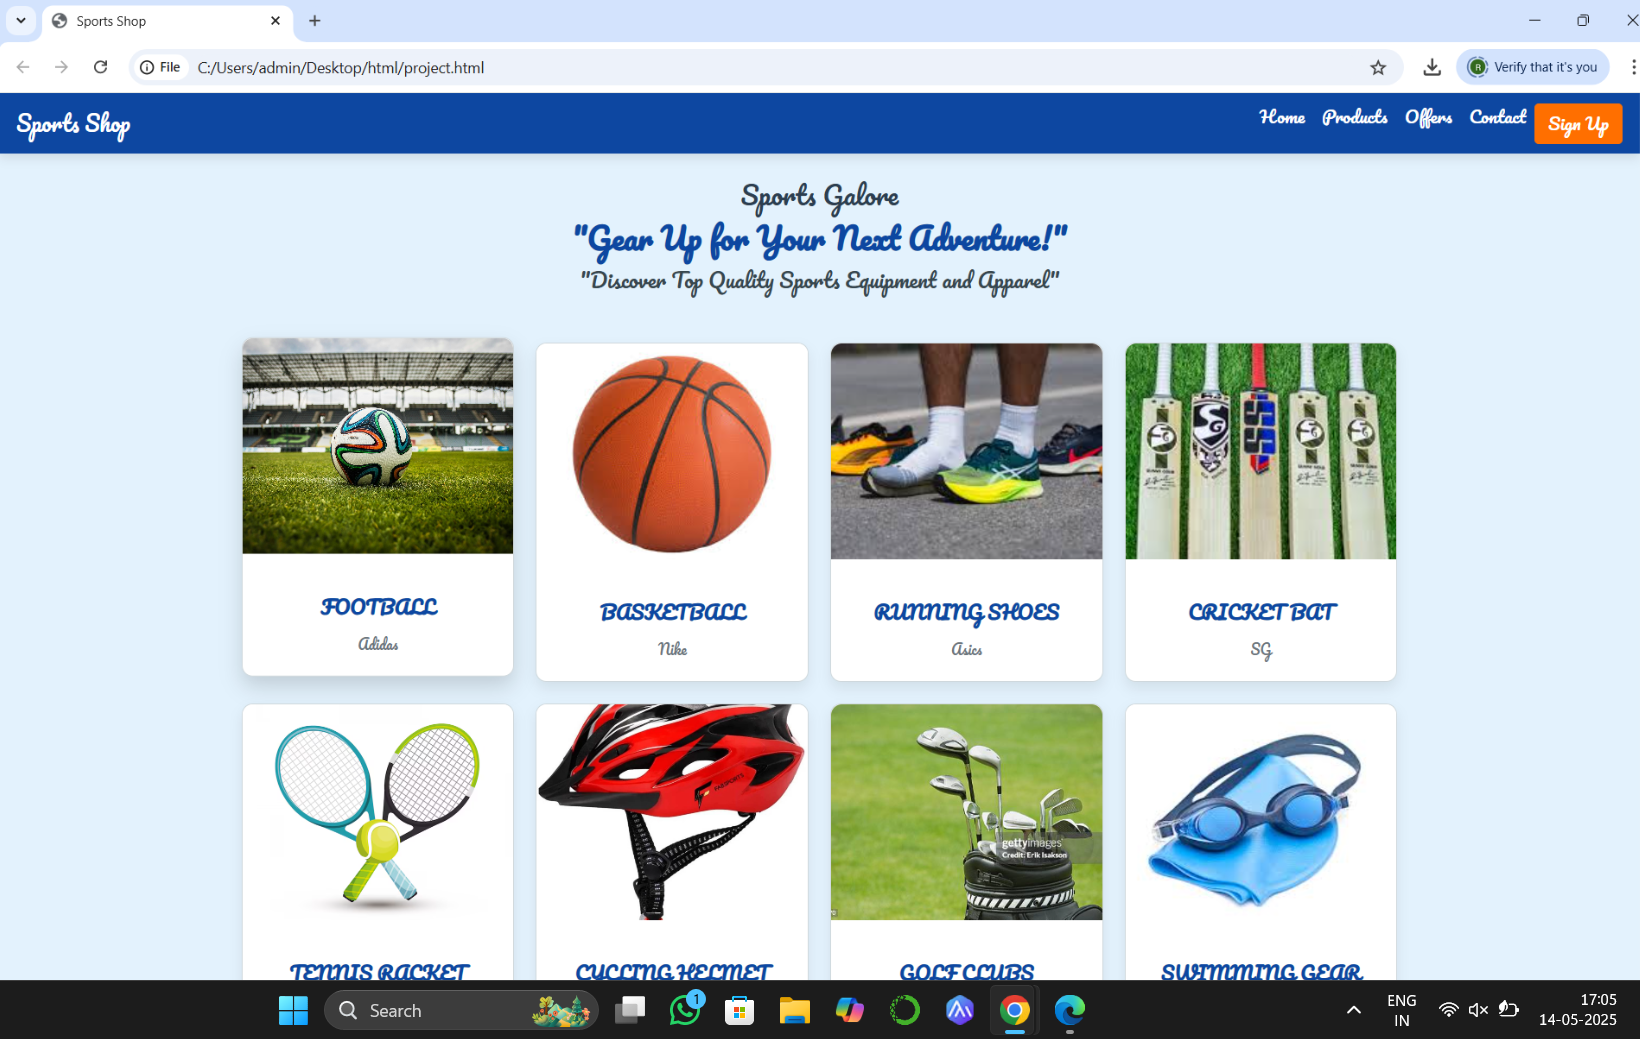 Sports Shop
File C:/Users/admin/Desktop/html/project.html
R Verify that it's you
Sports Shop
Home Products Offers Contact Sign Up
Sports Galore
"Gear Up for Your Next Adventure!"
"Discover Top Quality Sports Equipment and Apparel"
FOOTBALL
Adidas
BASKETBALL
Nike
RUNNING SHOES
Asics
CRICKET BAT
SG
gettyimages
Credit: Erik Isakson
TENNIS RACKET
CYCLING HELMET
GOLF CLUBS
SWIMMING GEAR
Search
1
ENG
IN
17:05
14-05-2025